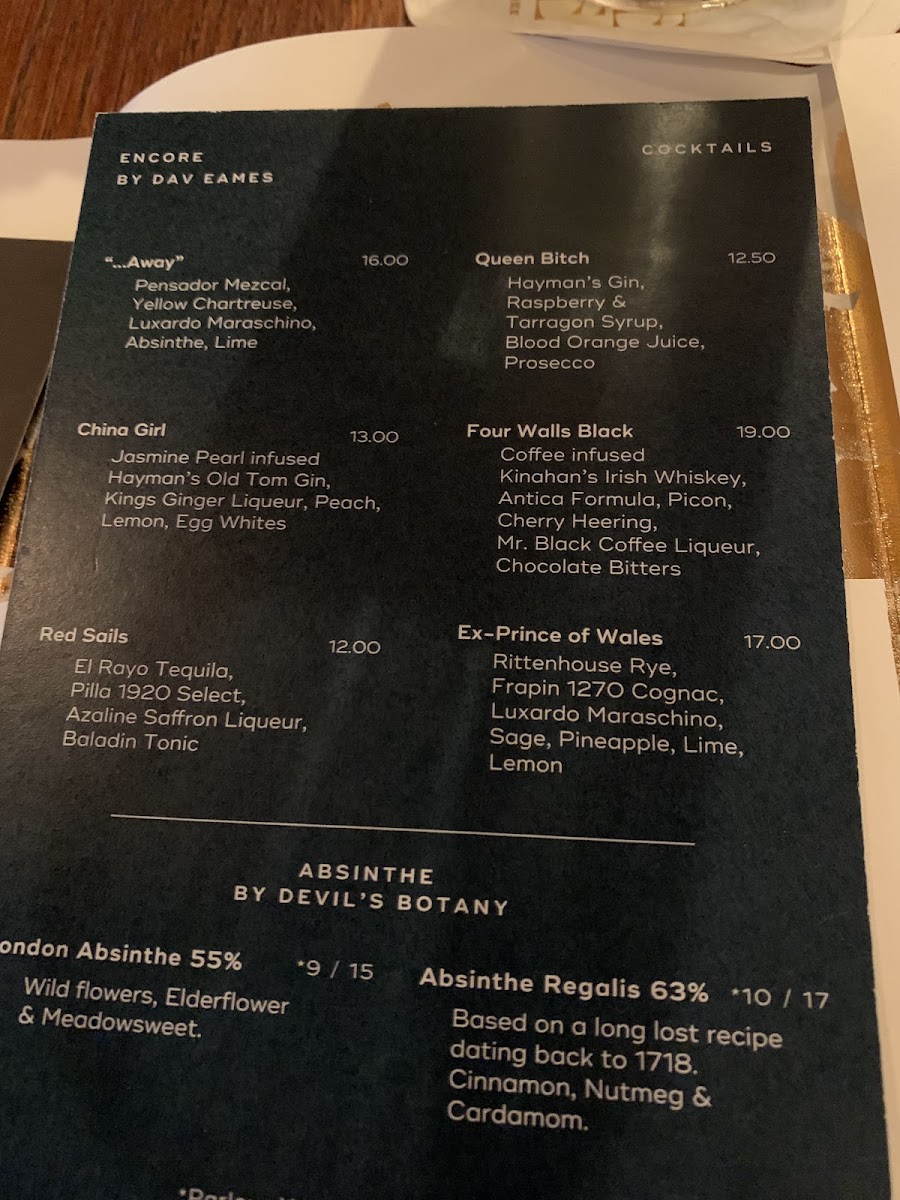 ENCORE
BY DAV EAMES
COCKTAILS
“...Away” 16.00
Pensador Mezcal,
Yellow Chartreuse,
Luxardo Maraschino,
Absinthe, Lime
Queen Bitch 12.50
Hayman's Gin,
Raspberry &
Tarragon Syrup,
Blood Orange Juice,
Prosecco
China Girl 13.00
Jasmine Pearl infused
Hayman's Old Tom Gin,
Kings Ginger Liqueur, Peach,
Lemon, Egg Whites
Four Walls Black 19.00
Coffee infused
Kinahan's Irish Whiskey,
Antica Formula, Picon,
Cherry Heering,
Mr. Black Coffee Liqueur,
Chocolate Bitters
Red Sails 12.00
El Rayo Tequila,
Pilla 1920 Select,
Azaline Saffron Liqueur,
Baladin Tonic
Ex-Prince of Wales 17.00
Rittenhouse Rye,
Frapin 1270 Cognac,
Luxardo Maraschino,
Sage, Pineapple, Lime,
Lemon
ABSINTHE
BY DEVIL'S BOTANY
ondon Absinthe 55% *9 / 15
Wild flowers, Elderflower
& Meadowsweet.
Absinthe Regalis 63% *10 / 17
Based on a long lost recipe
dating back to 1718.
Cinnamon, Nutmeg &
Cardamom.